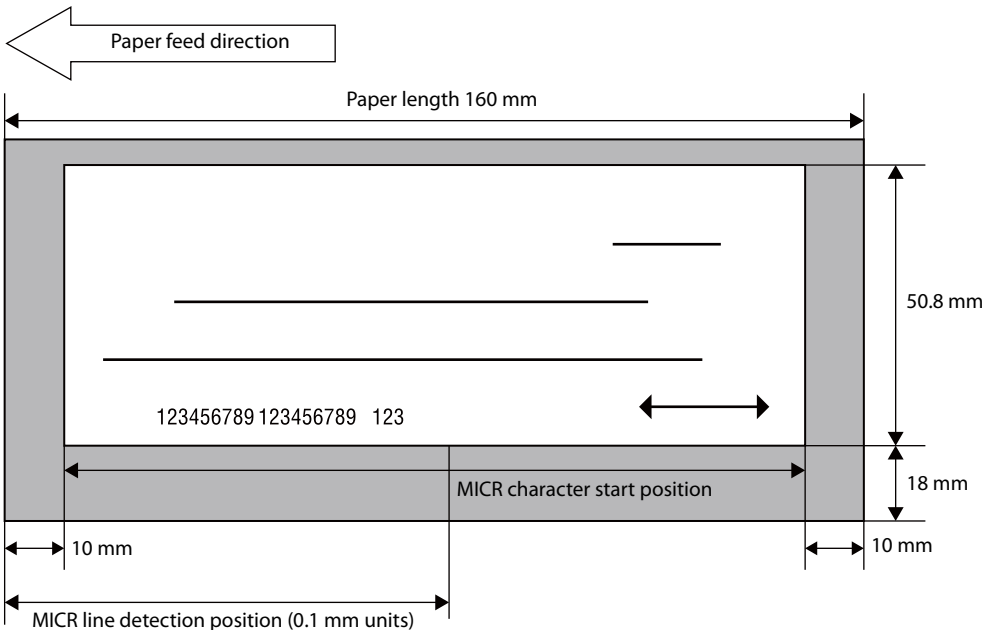 Paper feed direction
Paper length 160 mm
50.8 mm
123456789 123456789 123
MICR character start position
18 mm
10 mm
10 mm
MICR line detection position (0.1 mm units)